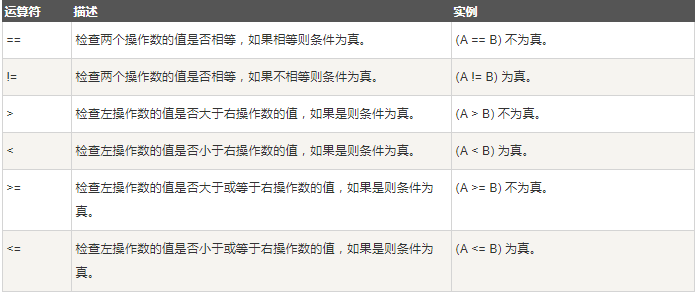 运算符 描述 实例
== 检查两个操作数的值是否相等，如果相等则条件为真。 (A == B) 不为真。
!= 检查两个操作数的值是否相等，如果不相等则条件为真。 (A != B) 为真。
> 检查左操作数的值是否大于右操作数的值，如果是则条件为真。 (A > B) 不为真。
< 检查左操作数的值是否小于右操作数的值，如果是则条件为真。 (A < B) 为真。
>= 检查左操作数的值是否大于或等于右操作数的值，如果是则条件为 (A >= B) 不为真。
真。
<= 检查左操作数的值是否小于或等于右操作数的值，如果是则条件为 (A <= B) 为真。
真。